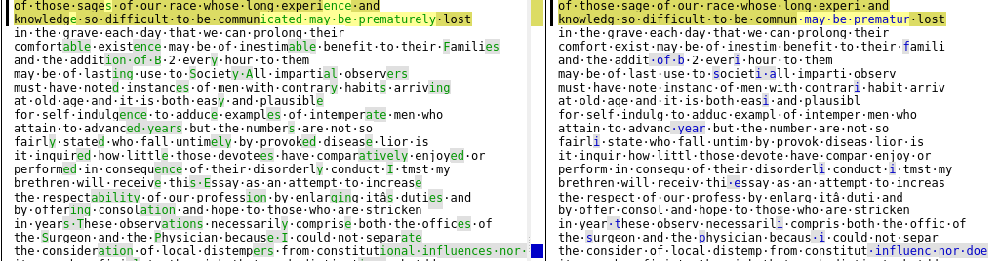 of those sages of our race whose long experience and
knowledge so difficult to be communicated may be prematurely lost
in the grave each day that we can prolong their
comfortable existence may be of inestimable benefit to their Families
and the addition of B 2 every hour to them
may be of lasting use to Society All impartial observers
must have noted instances of men with contrary habits arriving
at old age and it is both easy and plausible
for self indulgence to adduce examples of intemperate men who
attain to advanced years but the numbers are not so
fairly stated who fall untimely by provoked disease lior is
it inquired how little those devotees have comparatively enjoyed or
performed in consequence of their disorderly conduct I tmst my
brethren will receive this Essay as an attempt to increase
the respectability of our profession by enlarging itâs duties and
by offering consolation and hope to those who are stricken
in years These observations necessarily comprise both the offices of
the Surgeon and the Physician because I could not separate
the consideration of local distempers from constitutional influences nor
of those sage of our race whose long experi and
knowledg so difficult to be commun may be prematur lost
in the grave each day that we can prolong their
comfort exist may be of inestim benefit to their famili
and the addit of b 2 everi hour to them
may be of last use to societi all imparti observ
must have note instanc of men with contrari habit arriv
at old age and it is both easi and plausibl
for self indulg to adduc exampl of intemper men who
attain to advanc year but the number are not so
fairli state who fall untim by provok diseas lior is
it inquir how littl those devote have compar enjoy or
perform in consequ of their disorderli conduct i tmst my
brethren will receiv thi essay as an attempt to increas
the respect of our profess by enlarg itâ duti and
by offer consol and hope to those who are stricken
in year these observ necessarili compris both the offic of
the surgeon and the physician becaus i could not separ
the consider of local distemp from constitut influenc nor doe